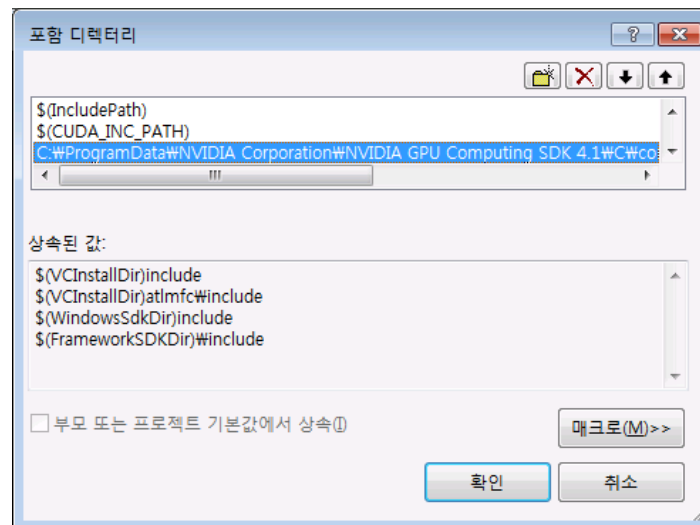 포함 디렉터리
$(IncludePath)
$(CUDA_INC_PATH)
C:₩ProgramData₩NVIDIA Corporation₩NVIDIA GPU Computing SDK 4.1₩C₩co
상속된 값:
$(VCInstallDir)include
$(VCInstallDir)atlmfc₩include
$(WindowsSdkDir)include
$(FrameworkSDKDir)₩include
부모 또는 프로젝트 기본값에서 상속(I)
매크로(M)>>
확인
취소